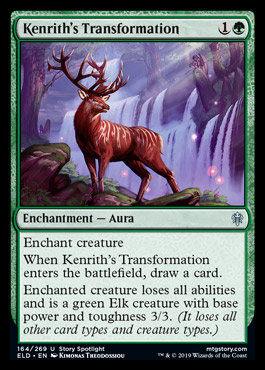 Kenrith's Transformation 1
Enchantment — Aura
Enchant creature
When Kenrith's Transformation
enters the battlefield, draw a card.
Enchanted creature loses all abilities
and is a green Elk creature with base
power and toughness 3/3. (It loses all
other card types and creature types.)
164/269 U Story Spotlight mtgstory.com
ELD • EN KIMONAS THEODOSSIOU ™ & © 2019 Wizards of the Coast